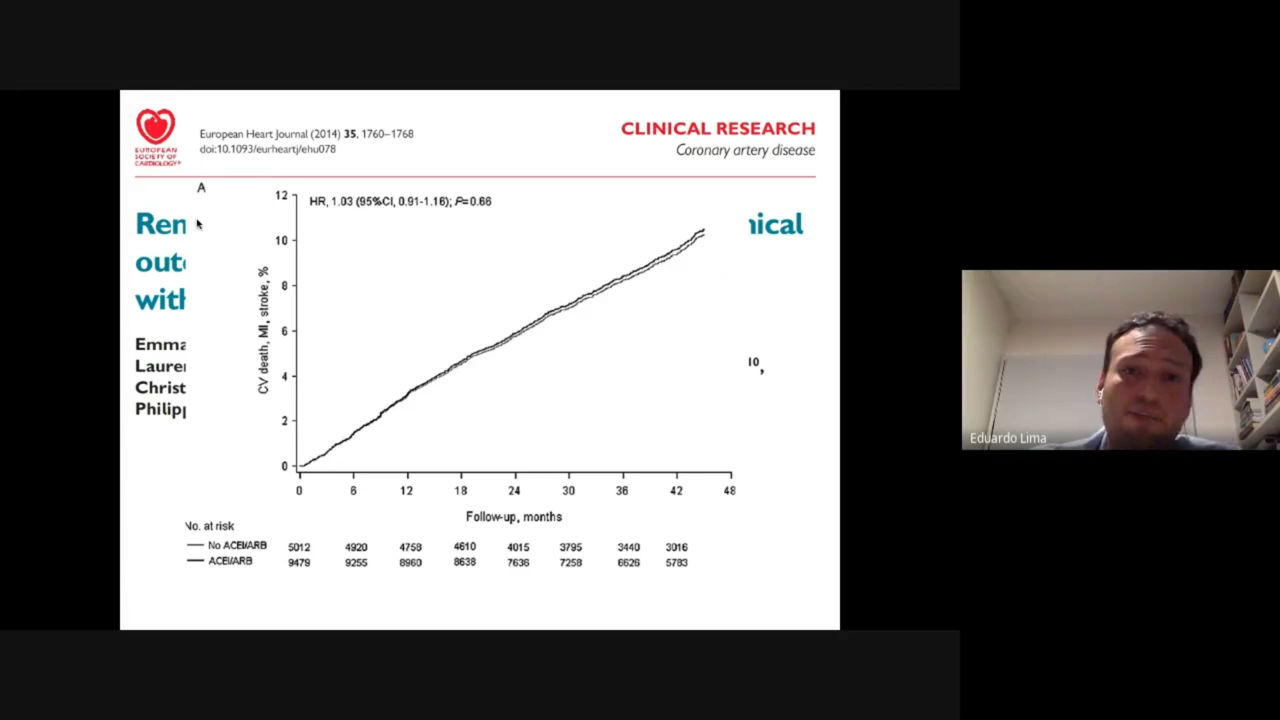 EUROPEAN
SOCIETY OF
CARDIOLOGY®
European Heart Journal (2014) 35, 1760–1768
doi:10.1093/eurheartj/ehu078
CLINICAL RESEARCH
Coronary artery disease
A
HR, 1.03 (95%CI, 0.91-1.16); P=0.66
12
10
8
6
4
2
0
CV death, MI, stroke, %
0 6 12 18 24 30 36 42 48
Follow-up, months
No. at risk
No ACEI/ARB 5012 4920 4758 4610 4015 3795 3440 3016
ACEI/ARB 9479 9255 8960 8638 7636 7258 6626 5783
Ren
with
Emma
Lauren
Christ
Philipp
10,
Eduardo Lima